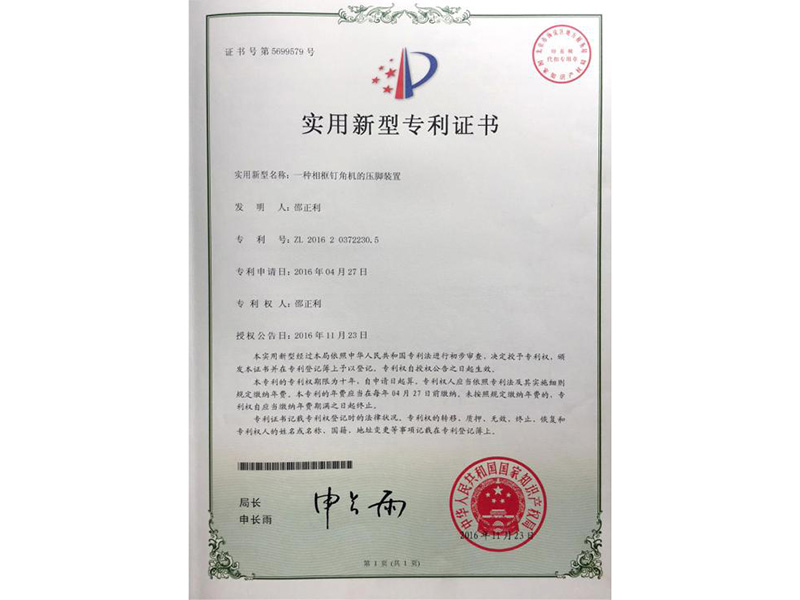 证书号第5699579号
实用新型专利证书
实用新型名称：一种相框钉角机的压脚装置
发 明 人：邵正利
专 利 号：ZL 2016 2 0372230.5
专利申请日：2016年04月27日
专 利 权 人：邵正利
授权公告日：2016年11月23日
本实用新型经过本局依照中华人民共和国专利法进行初步审查，决定授予专利权，颁
发本证书并在专利登记簿上予以登记。专利权自授权公告之日起生效。
本专利的专利权期限为十年，自申请日起算。专利权人应当依照专利法及其实施细则
规定缴纳年费。本专利的年费应当在每年04月27日前缴纳。未按照规定缴纳年费的，专
利权自应当缴纳年费期满之日起终止。
专利证书记载专利权登记时的法律状况。专利权的转移、质押、无效、终止、恢复和
专利权人的姓名或名称、国籍、地址变更等事项记载在专利登记簿上。
局长
申长雨
申长雨
中华人民共和国国家知识产权局
2016年11月23日
第1页(共1页)